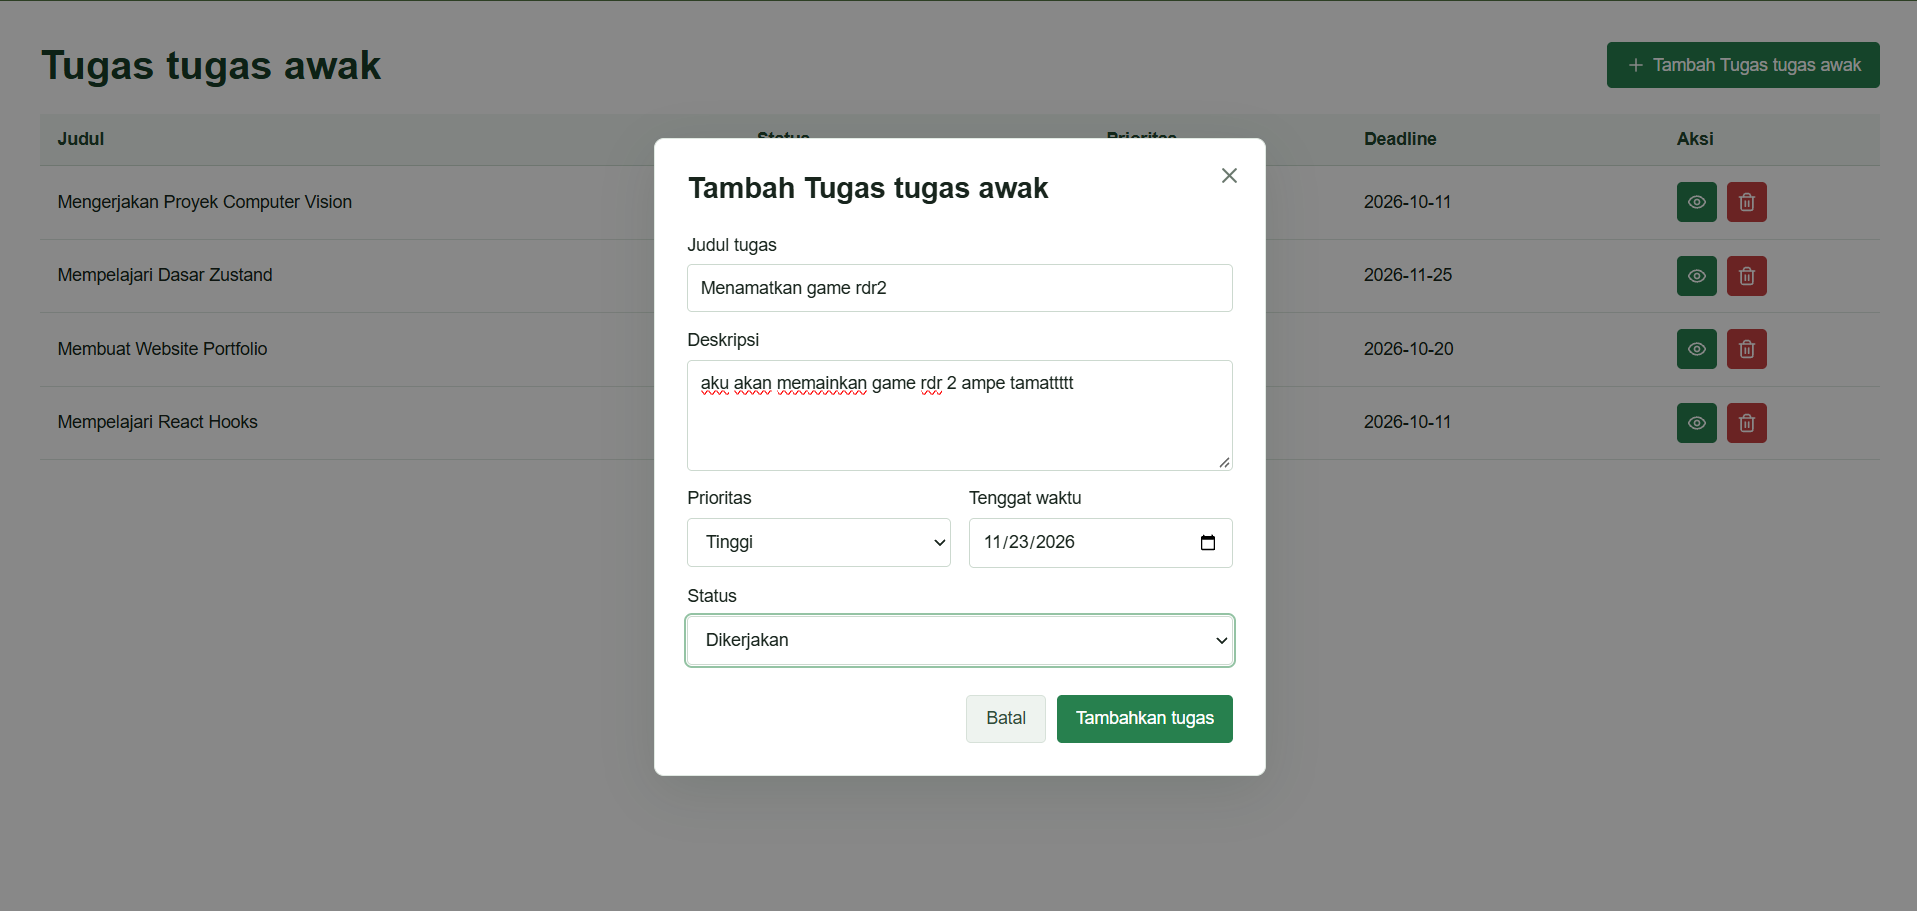 Tugas tugas awak
Tambah Tugas tugas awak
Judul Status Prioritas Deadline Aksi
Mengerjakan Proyek Computer Vision 2026-10-11
Mempelajari Dasar Zustand 2026-11-25
Membuat Website Portfolio 2026-10-20
Mempelajari React Hooks 2026-10-11
Tambah Tugas tugas awak
Judul tugas
Menamatkan game rdr2
Deskripsi
aku akan memainkan game rdr 2 ampe tamattttt
Prioritas Tenggat waktu
Tinggi 11/23/2026
Status
Dikerjakan
Batal Tambahkan tugas